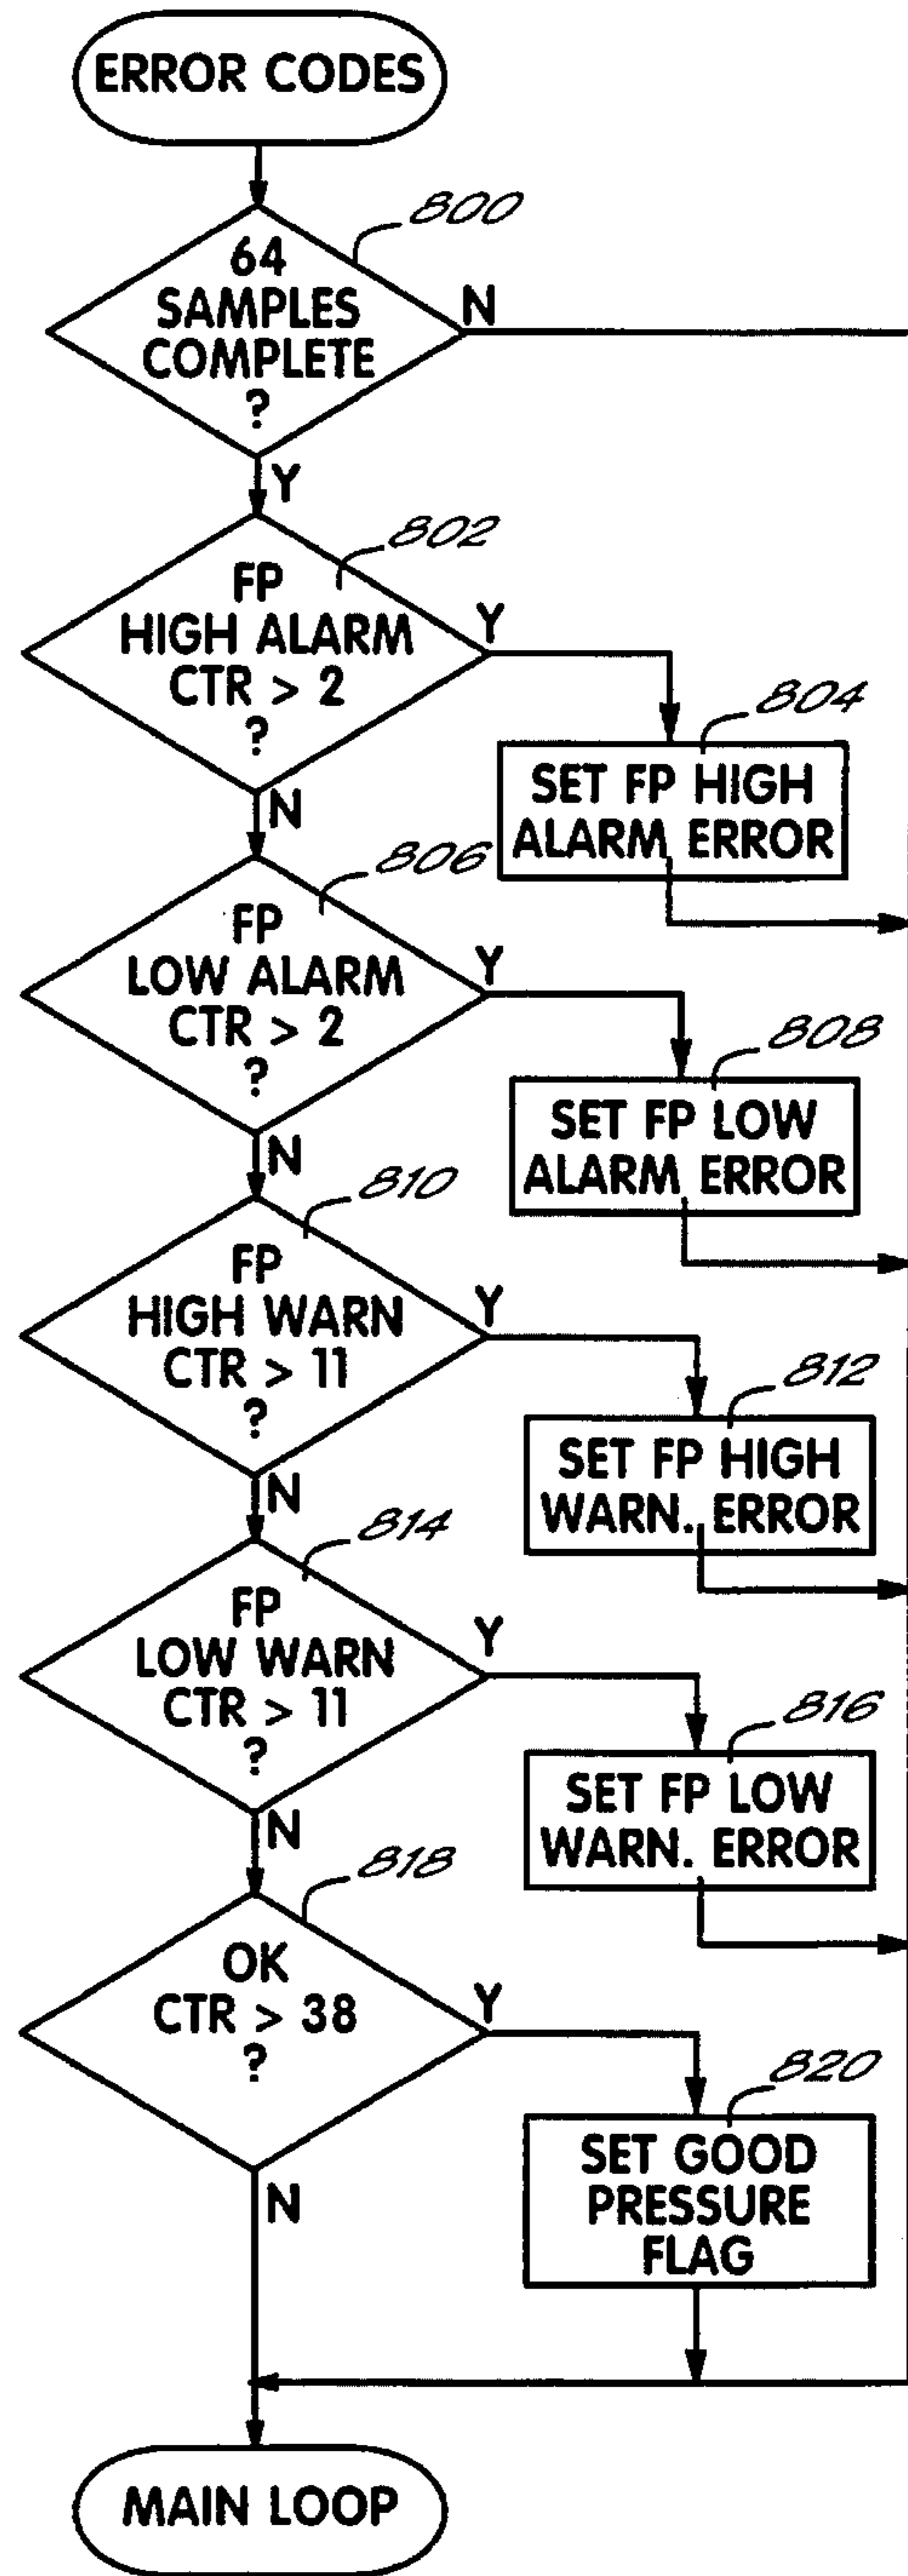 ERROR CODES
800
64
SAMPLES
COMPLETE
?
N
Y
802
FP
HIGH ALARM
CTR > 2
?
Y
N
804
SET FP HIGH
ALARM ERROR
806
FP
LOW ALARM
CTR > 2
?
Y
N
808
SET FP LOW
ALARM ERROR
810
FP
HIGH WARN
CTR > 11
?
Y
N
812
SET FP HIGH
WARN. ERROR
814
FP
LOW WARN
CTR > 11
?
Y
N
816
SET FP LOW
WARN. ERROR
818
OK
CTR > 38
?
Y
N
820
SET GOOD
PRESSURE
FLAG
MAIN LOOP